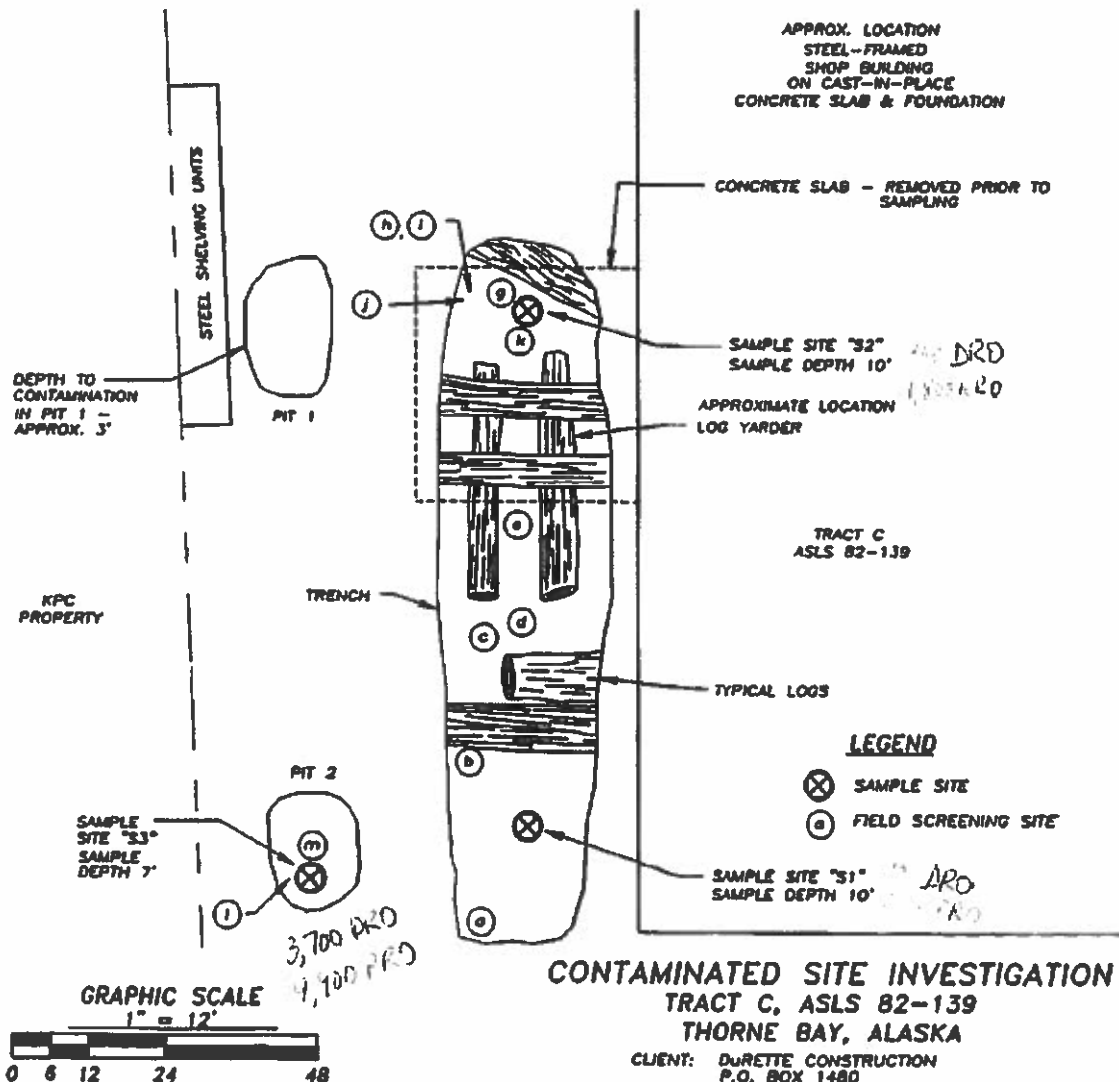 APPROX. LOCATION
STEEL-FRAMED
SHOP BUILDING
ON CAST-IN-PLACE
CONCRETE SLAB & FOUNDATION
STEEL SHELVING UNITS
CONCRETE SLAB - REMOVED PRIOR TO
SAMPLING
h, i
j
g
k
SAMPLE SITE "S2"
SAMPLE DEPTH 10'
DRO
DEPTH TO
CONTAMINATION
IN PIT 1 -
APPROX. 3'
PIT 1
APPROXIMATE LOCATION
LOG YARDER
e
TRACT C
ASLS 82-139
KPC
PROPERTY
TRENCH
c
d
TYPICAL LOGS
b
LEGEND
SAMPLE SITE
a FIELD SCREENING SITE
PIT 2
SAMPLE
SITE "S3"
SAMPLE
DEPTH 7'
m
l
SAMPLE SITE "S1"
SAMPLE DEPTH 10'
a
3,700 DRO
GRAPHIC SCALE
1" = 12'
0 6 12 24 48
CONTAMINATED SITE INVESTIGATION
TRACT C, ASLS 82-139
THORNE BAY, ALASKA
CLIENT: DuRETTE CONSTRUCTION
P.O. BOX 1480